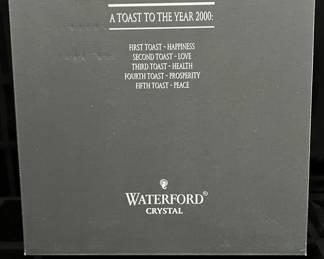 A TOAST TO THE YEAR 2000:
FIRST TOAST - HAPPINESS
SECOND TOAST - LOVE
THIRD TOAST - HEALTH
FOURTH TOAST - PROSPERITY
FIFTH TOAST - PEACE
WATERFORD®
CRYSTAL